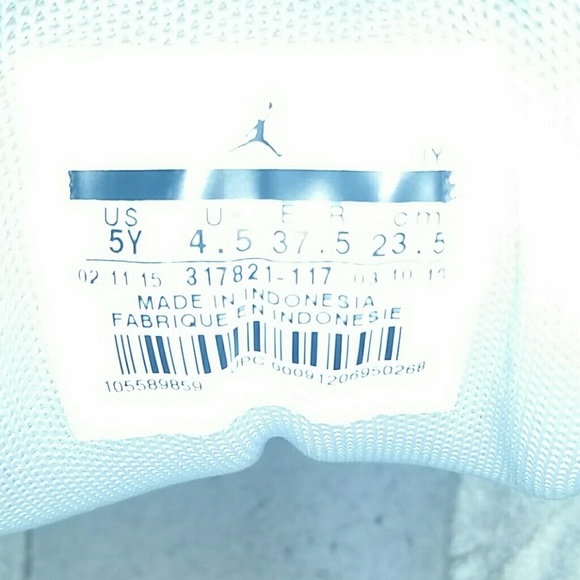 IY
US U EUR cm
5Y 4.5 37.5 23.5
02 11 15 317821-117 03 10 15
MADE IN INDONESIA
FABRIQUE EN INDONESIE
105589859 UPC 00091206950268